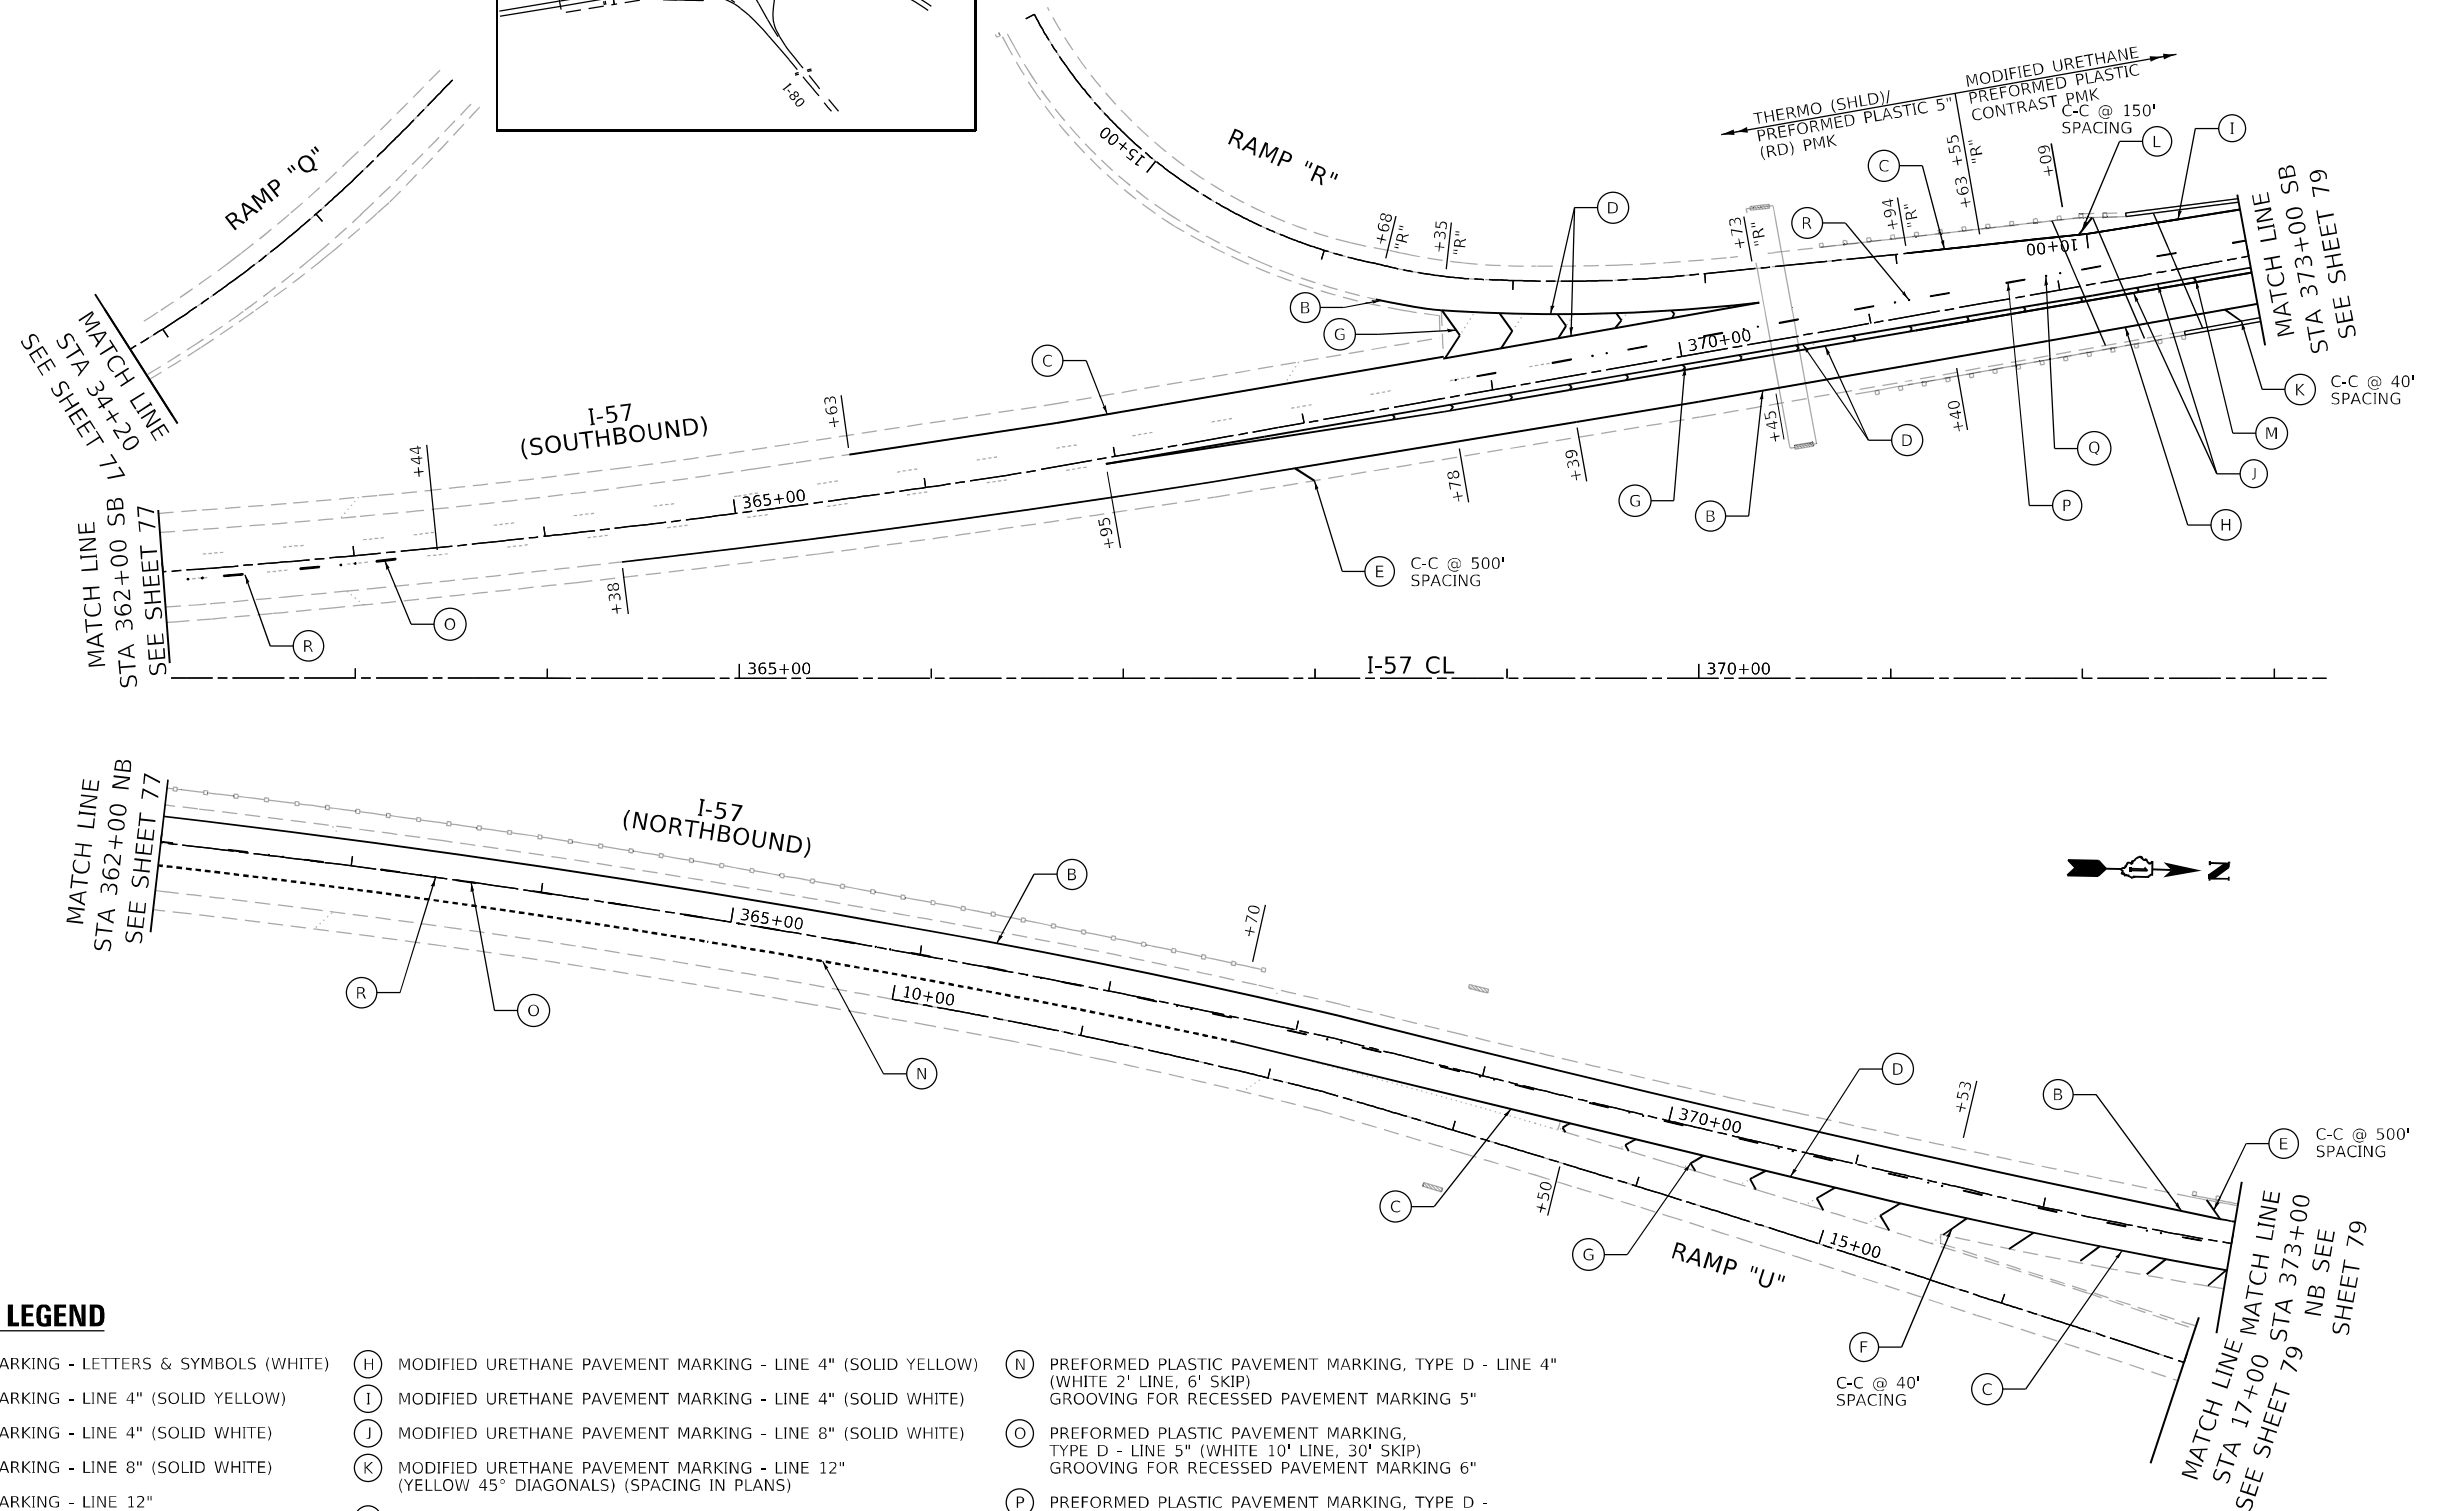 I-80
RAMP "Q"
15+00
RAMP "R"
THERMO (SHLD)/
PREFORMED PLASTIC 5"
(RD) PMK
MODIFIED URETHANE
PREFORMED PLASTIC
CONTRAST PMK
C-C @ 150'
SPACING
L
I
C
+63 +55
"R"
+09
+94
"R"
R
D
+73
"R"
+68
"R"
+35
"R"
10+00
MATCH LINE
STA 373+00 SB
SEE SHEET 79
MATCH LINE
STA 34+20
SEE SHEET 77
B
G
C
370+00
I-57
(SOUTHBOUND)
+63
+44
365+00
K
C-C @ 40'
SPACING
M
J
H
Q
P
D
+45
+40
+39
+78
G
B
+95
E
C-C @ 500'
SPACING
+38
MATCH LINE
STA 362+00 SB
SEE SHEET 77
R
O
365+00
I-57 CL
370+00
MATCH LINE
STA 362+00 NB
SEE SHEET 77
I-57
(NORTHBOUND)
B
+70
N
365+00
10+00
R
O
N
370+00
D
+53
B
E
C-C @ 500'
SPACING
C
+50
G
RAMP "U"
15+00
F
C-C @ 40'
SPACING
C
MATCH LINE
STA 373+00
NB SEE
SHEET 79
MATCH LINE
STA 17+00
SEE SHEET 79
LEGEND
ARKING - LETTERS & SYMBOLS (WHITE)
ARKING - LINE 4" (SOLID YELLOW)
ARKING - LINE 4" (SOLID WHITE)
ARKING - LINE 8" (SOLID WHITE)
ARKING - LINE 12"
H MODIFIED URETHANE PAVEMENT MARKING - LINE 4" (SOLID YELLOW)
I MODIFIED URETHANE PAVEMENT MARKING - LINE 4" (SOLID WHITE)
J MODIFIED URETHANE PAVEMENT MARKING - LINE 8" (SOLID WHITE)
K MODIFIED URETHANE PAVEMENT MARKING - LINE 12"
(YELLOW 45° DIAGONALS) (SPACING IN PLANS)
N PREFORMED PLASTIC PAVEMENT MARKING, TYPE D - LINE 4"
(WHITE 2' LINE, 6' SKIP)
GROOVING FOR RECESSED PAVEMENT MARKING 5"
O PREFORMED PLASTIC PAVEMENT MARKING,
TYPE D - LINE 5" (WHITE 10' LINE, 30' SKIP)
GROOVING FOR RECESSED PAVEMENT MARKING 6"
P PREFORMED PLASTIC PAVEMENT MARKING, TYPE D -